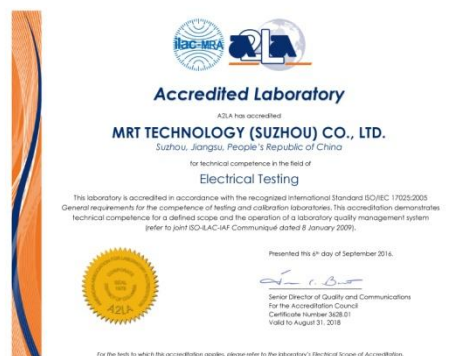 ilac-MRA
A2LA
Accredited Laboratory
A2LA has accredited
MRT TECHNOLOGY (SUZHOU) CO., LTD.
Suzhou, Jiangsu, People's Republic of China
for technical competence in the field of
Electrical Testing
This laboratory is accredited in accordance with the recognized International Standard ISO/IEC 17025:2005
General requirements for the competence of testing and calibration laboratories. This accreditation demonstrates
technical competence for a defined scope and the operation of a laboratory quality management system
(refer to joint ISO-ILAC-IAF Communiqué dated 8 January 2009).
Presented this 6th day of September 2016.
Senior Director of Quality and Communications
For the Accreditation Council
Certificate Number 3628.01
Valid to August 31, 2018
SEAL
1978
A2LA
For the tests to which this accreditation applies, please refer to the laboratory's Electrical Scope of Accreditation.